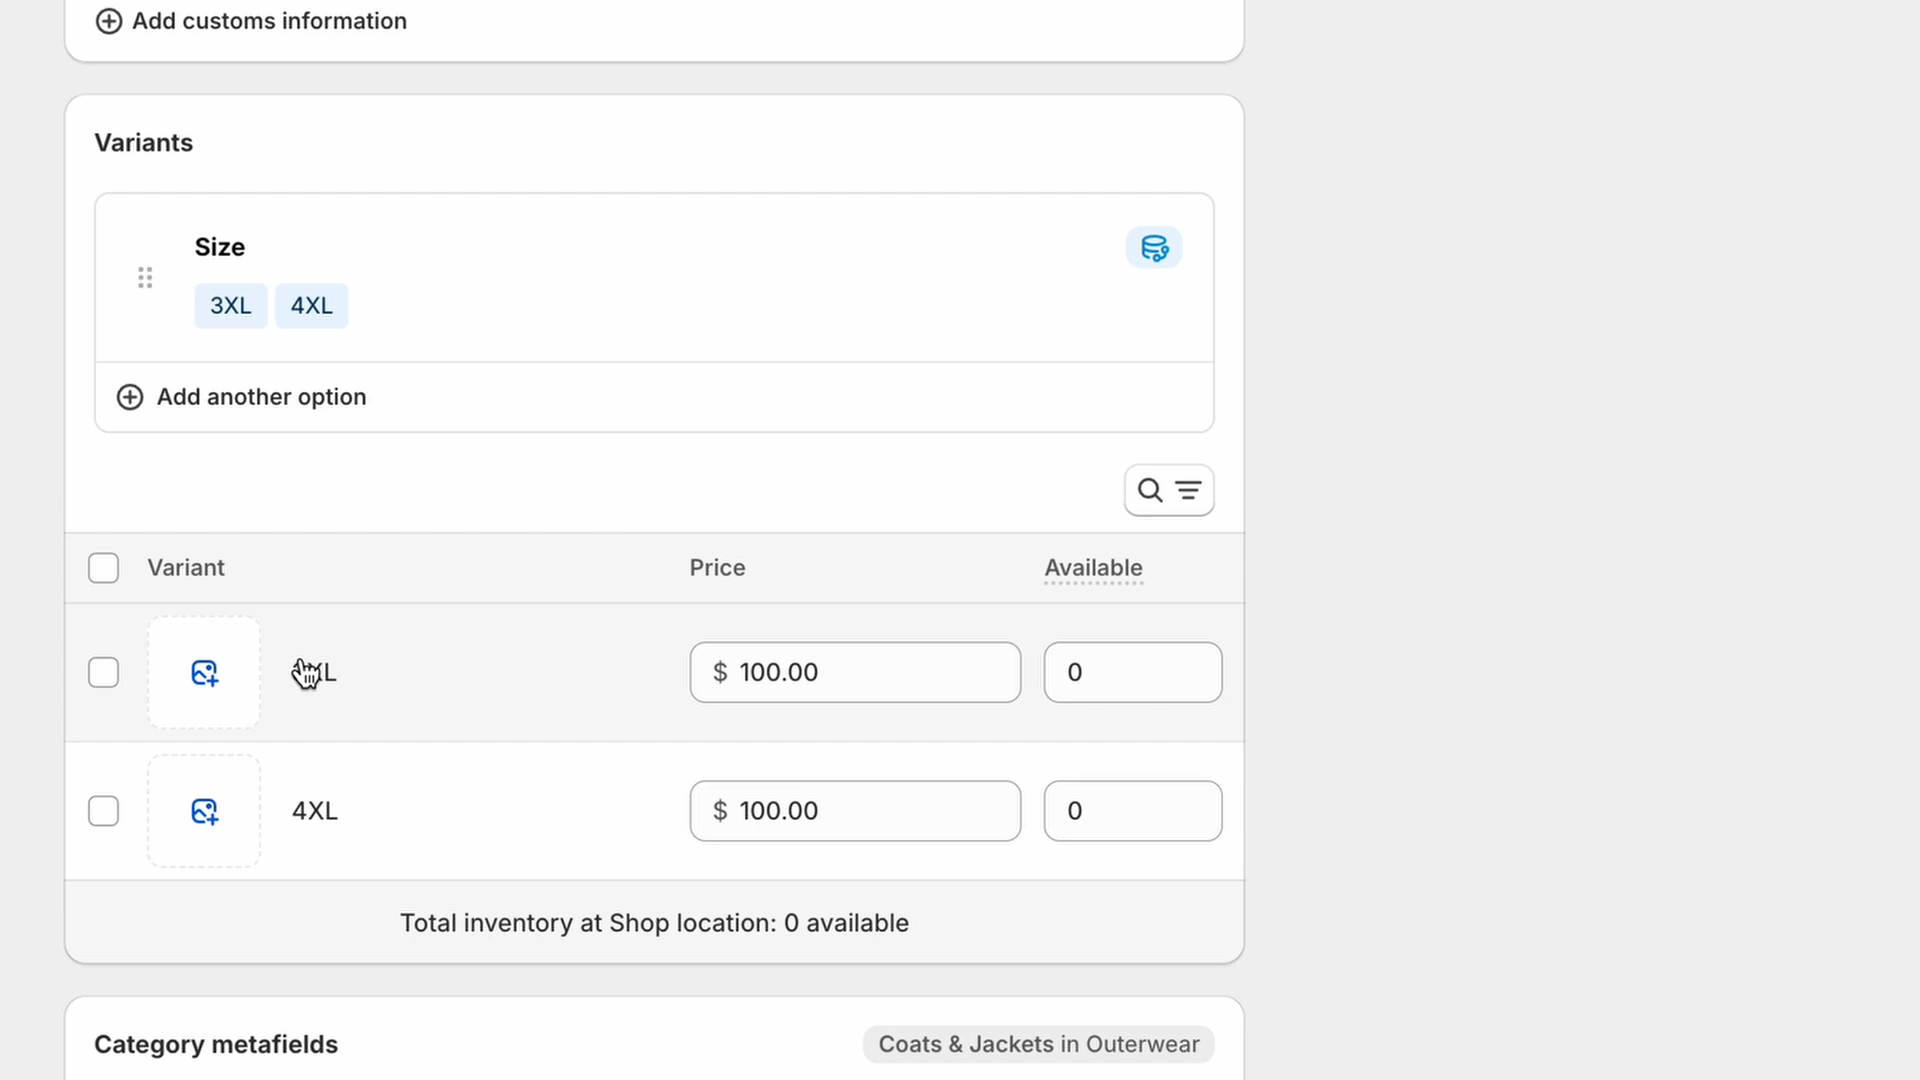 Add customs information
Variants
Size
3XL 4XL
Add another option
Variant Price Available
XL $ 100.00 0
4XL $ 100.00 0
Total inventory at Shop location: 0 available
Category metafields Coats & Jackets in Outerwear